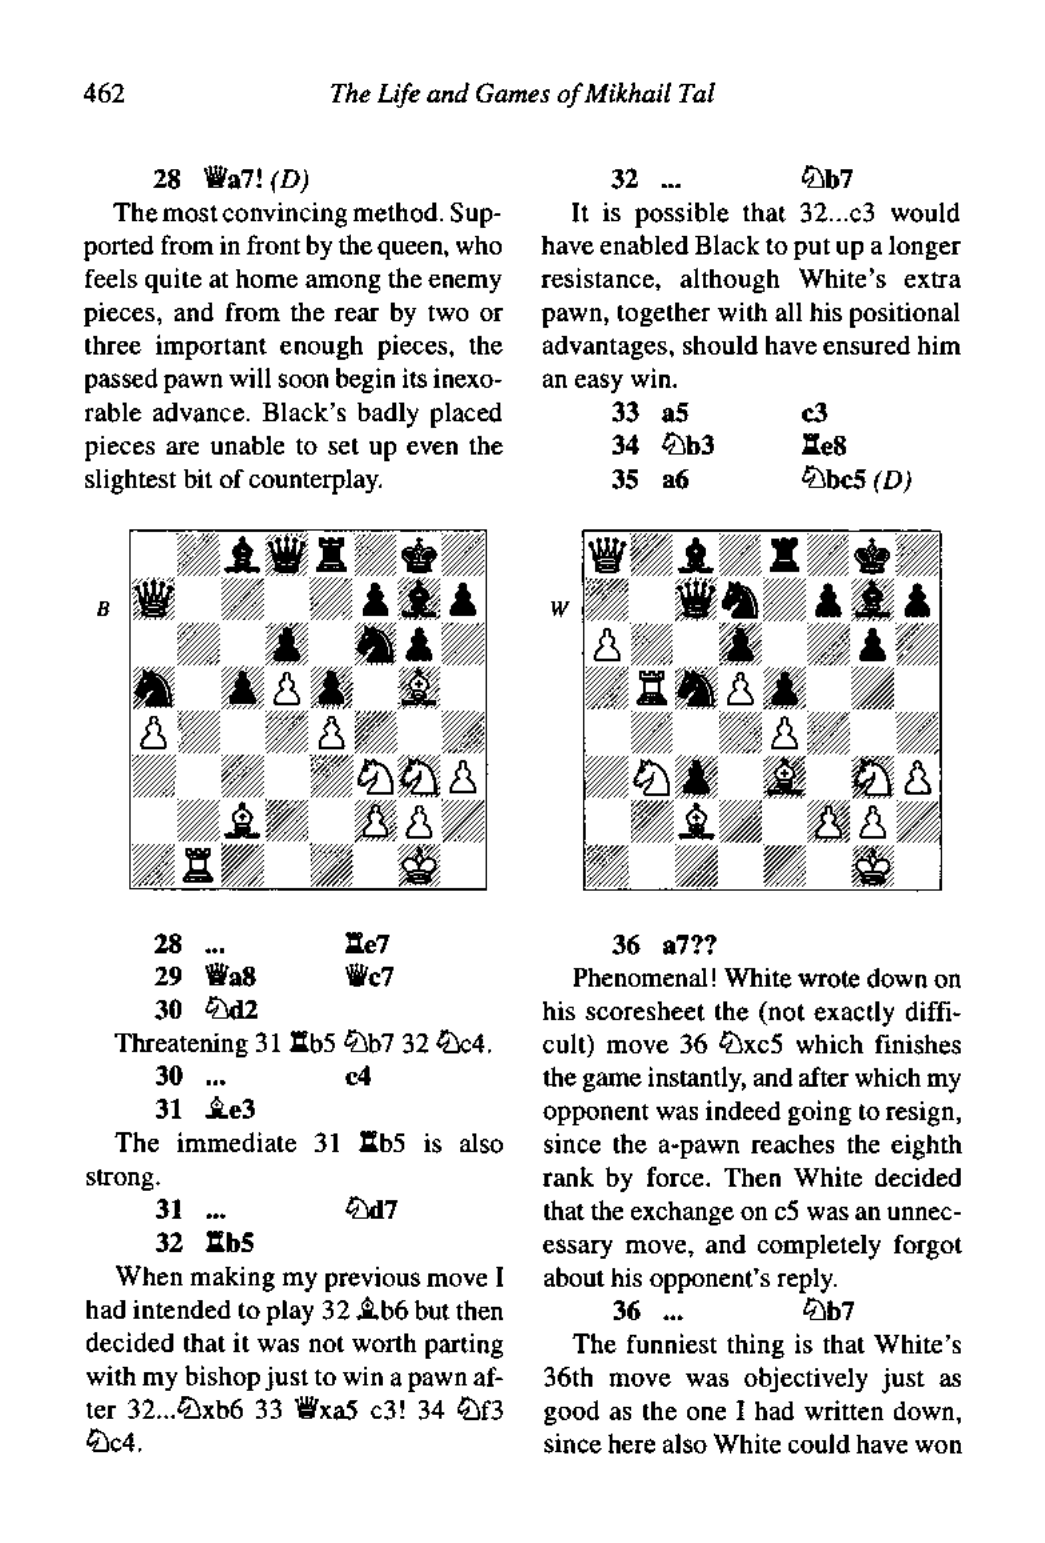 462
The Life and Games of Mikhail Tal
28 ♕a7! (D)
The most convincing method. Sup-
ported from in front by the queen, who
feels quite at home among the enemy
pieces, and from the rear by two or
three important enough pieces, the
passed pawn will soon begin its inexo-
rable advance. Black's badly placed
pieces are unable to set up even the
slightest bit of counterplay.
B
28 ... ♖e7
29 ♕a8 ♕c7
30 ♘d2
Threatening 31 ♖b5 ♘b7 32 ♘c4.
30 ... c4
31 ♗e3
The immediate 31 ♖b5 is also
strong.
31 ... ♘d7
32 ♖b5
When making my previous move I
had intended to play 32 ♗b6 but then
decided that it was not worth parting
with my bishop just to win a pawn af-
ter 32...♘xb6 33 ♕xa5 c3! 34 ♘f3
♘c4.
32 ... ♘b7
It is possible that 32...c3 would
have enabled Black to put up a longer
resistance, although White's extra
pawn, together with all his positional
advantages, should have ensured him
an easy win.
33 a5 c3
34 ♘b3 ♖e8
35 a6 ♘bc5 (D)
W
36 a7??
Phenomenal! White wrote down on
his scoresheet the (not exactly diffi-
cult) move 36 ♘xc5 which finishes
the game instantly, and after which my
opponent was indeed going to resign,
since the a-pawn reaches the eighth
rank by force. Then White decided
that the exchange on c5 was an unnec-
essary move, and completely forgot
about his opponent's reply.
36 ... ♘b7
The funniest thing is that White's
36th move was objectively just as
good as the one I had written down,
since here also White could have won